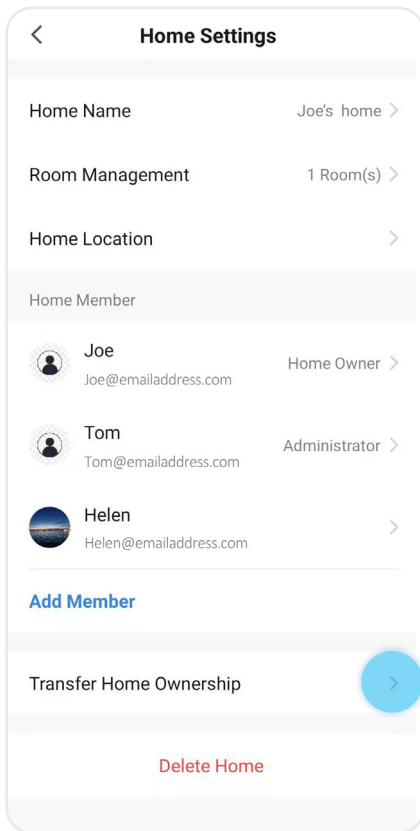 Home Settings
Home Name Joe's home
Room Management 1 Room(s)
Home Location
Home Member
Joe
Joe@emailaddress.com
Home Owner
Tom
Tom@emailaddress.com
Administrator
Helen
Helen@emailaddress.com
Add Member
Transfer Home Ownership
Delete Home